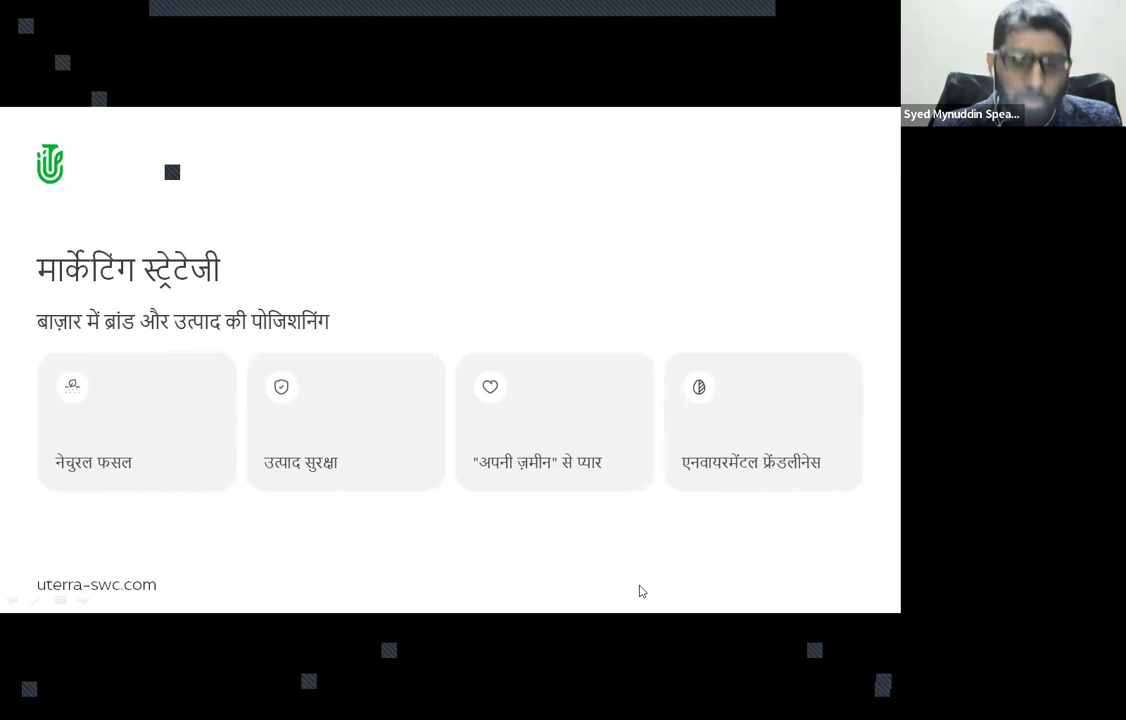 Syed Mynuddin Spea...
मार्केटिंग स्ट्रेटेजी
बाज़ार में ब्रांड और उत्पाद की पोजिशनिंग
नेचुरल फसल
उत्पाद सुरक्षा
"अपनी ज़मीन" से प्यार
एनवायरमेंटल फ्रेंडलीनेस
uterra-swc.com